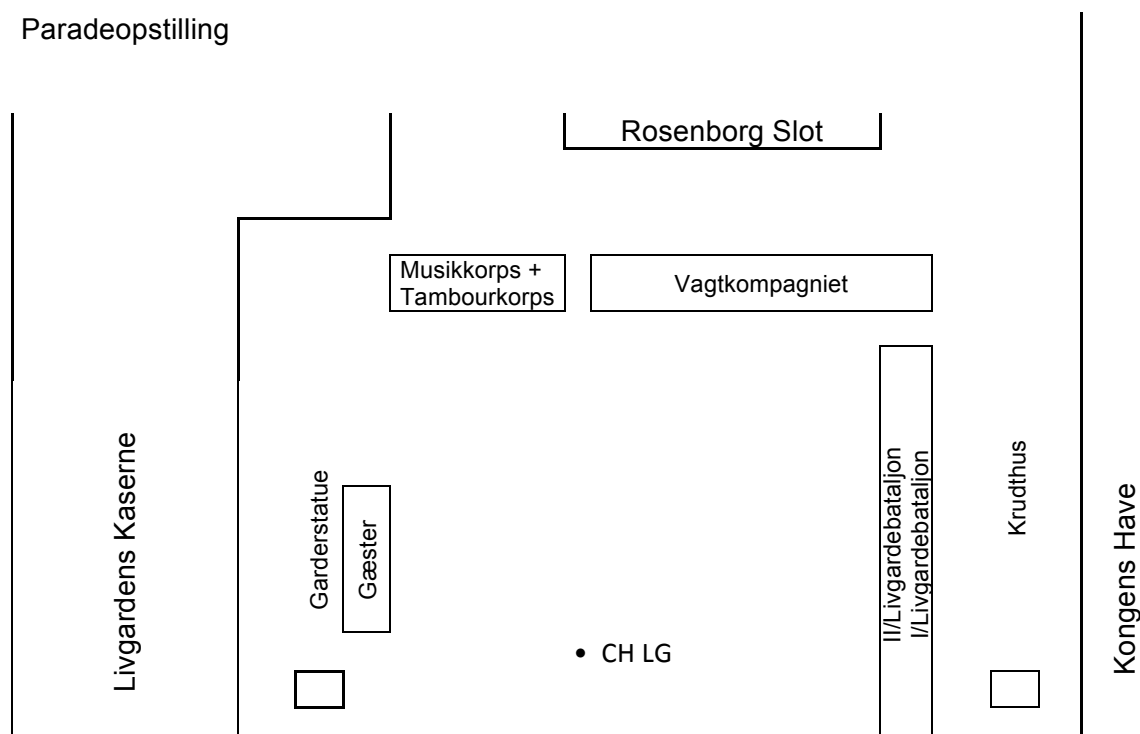 Paradeopstilling
Rosenborg Slot
Musikkorps +
Tambourkorps
Vagtkompagniet
Livgardens Kaserne
Garderstatue
Gæster
II/Livgardebataljon
I/Livgardebataljon
Krudthus
Kongens Have
• CH LG